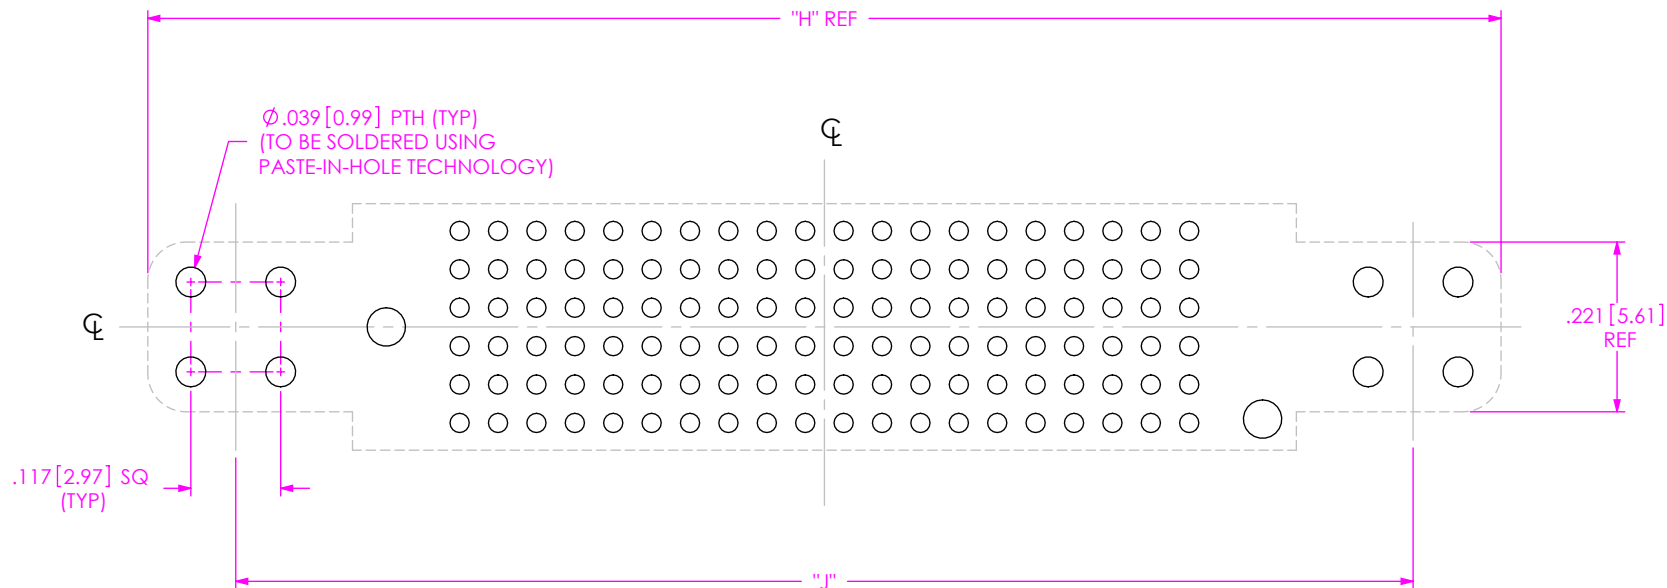 "H" REF
Ø.039[0.99] PTH (TYP)
(TO BE SOLDERED USING
PASTE-IN-HOLE TECHNOLOGY)
℄
℄
.221[5.61]
REF
.117[2.97] SQ
(TYP)
"J"